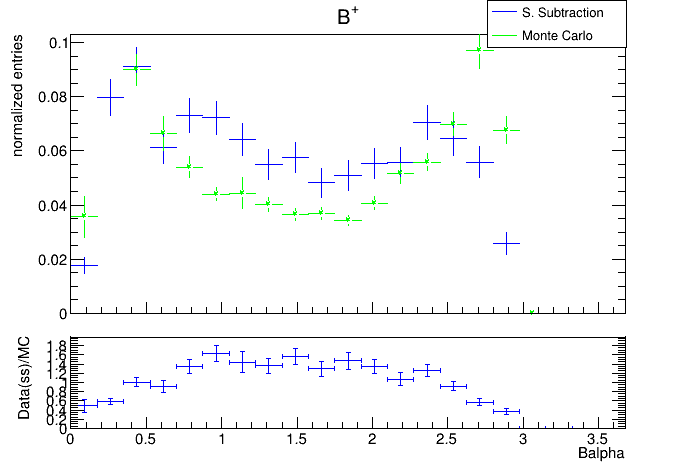 B+
S. Subtraction
Monte Carlo
normalized entries
0.1
0.08
0.06
0.04
0.02
0
Data(ss)/MC
1.8
1.6
1.4
1.2
1
0.8
0.6
0.4
0.2
0
0 0.5 1 1.5 2 2.5 3 3.5
Balpha